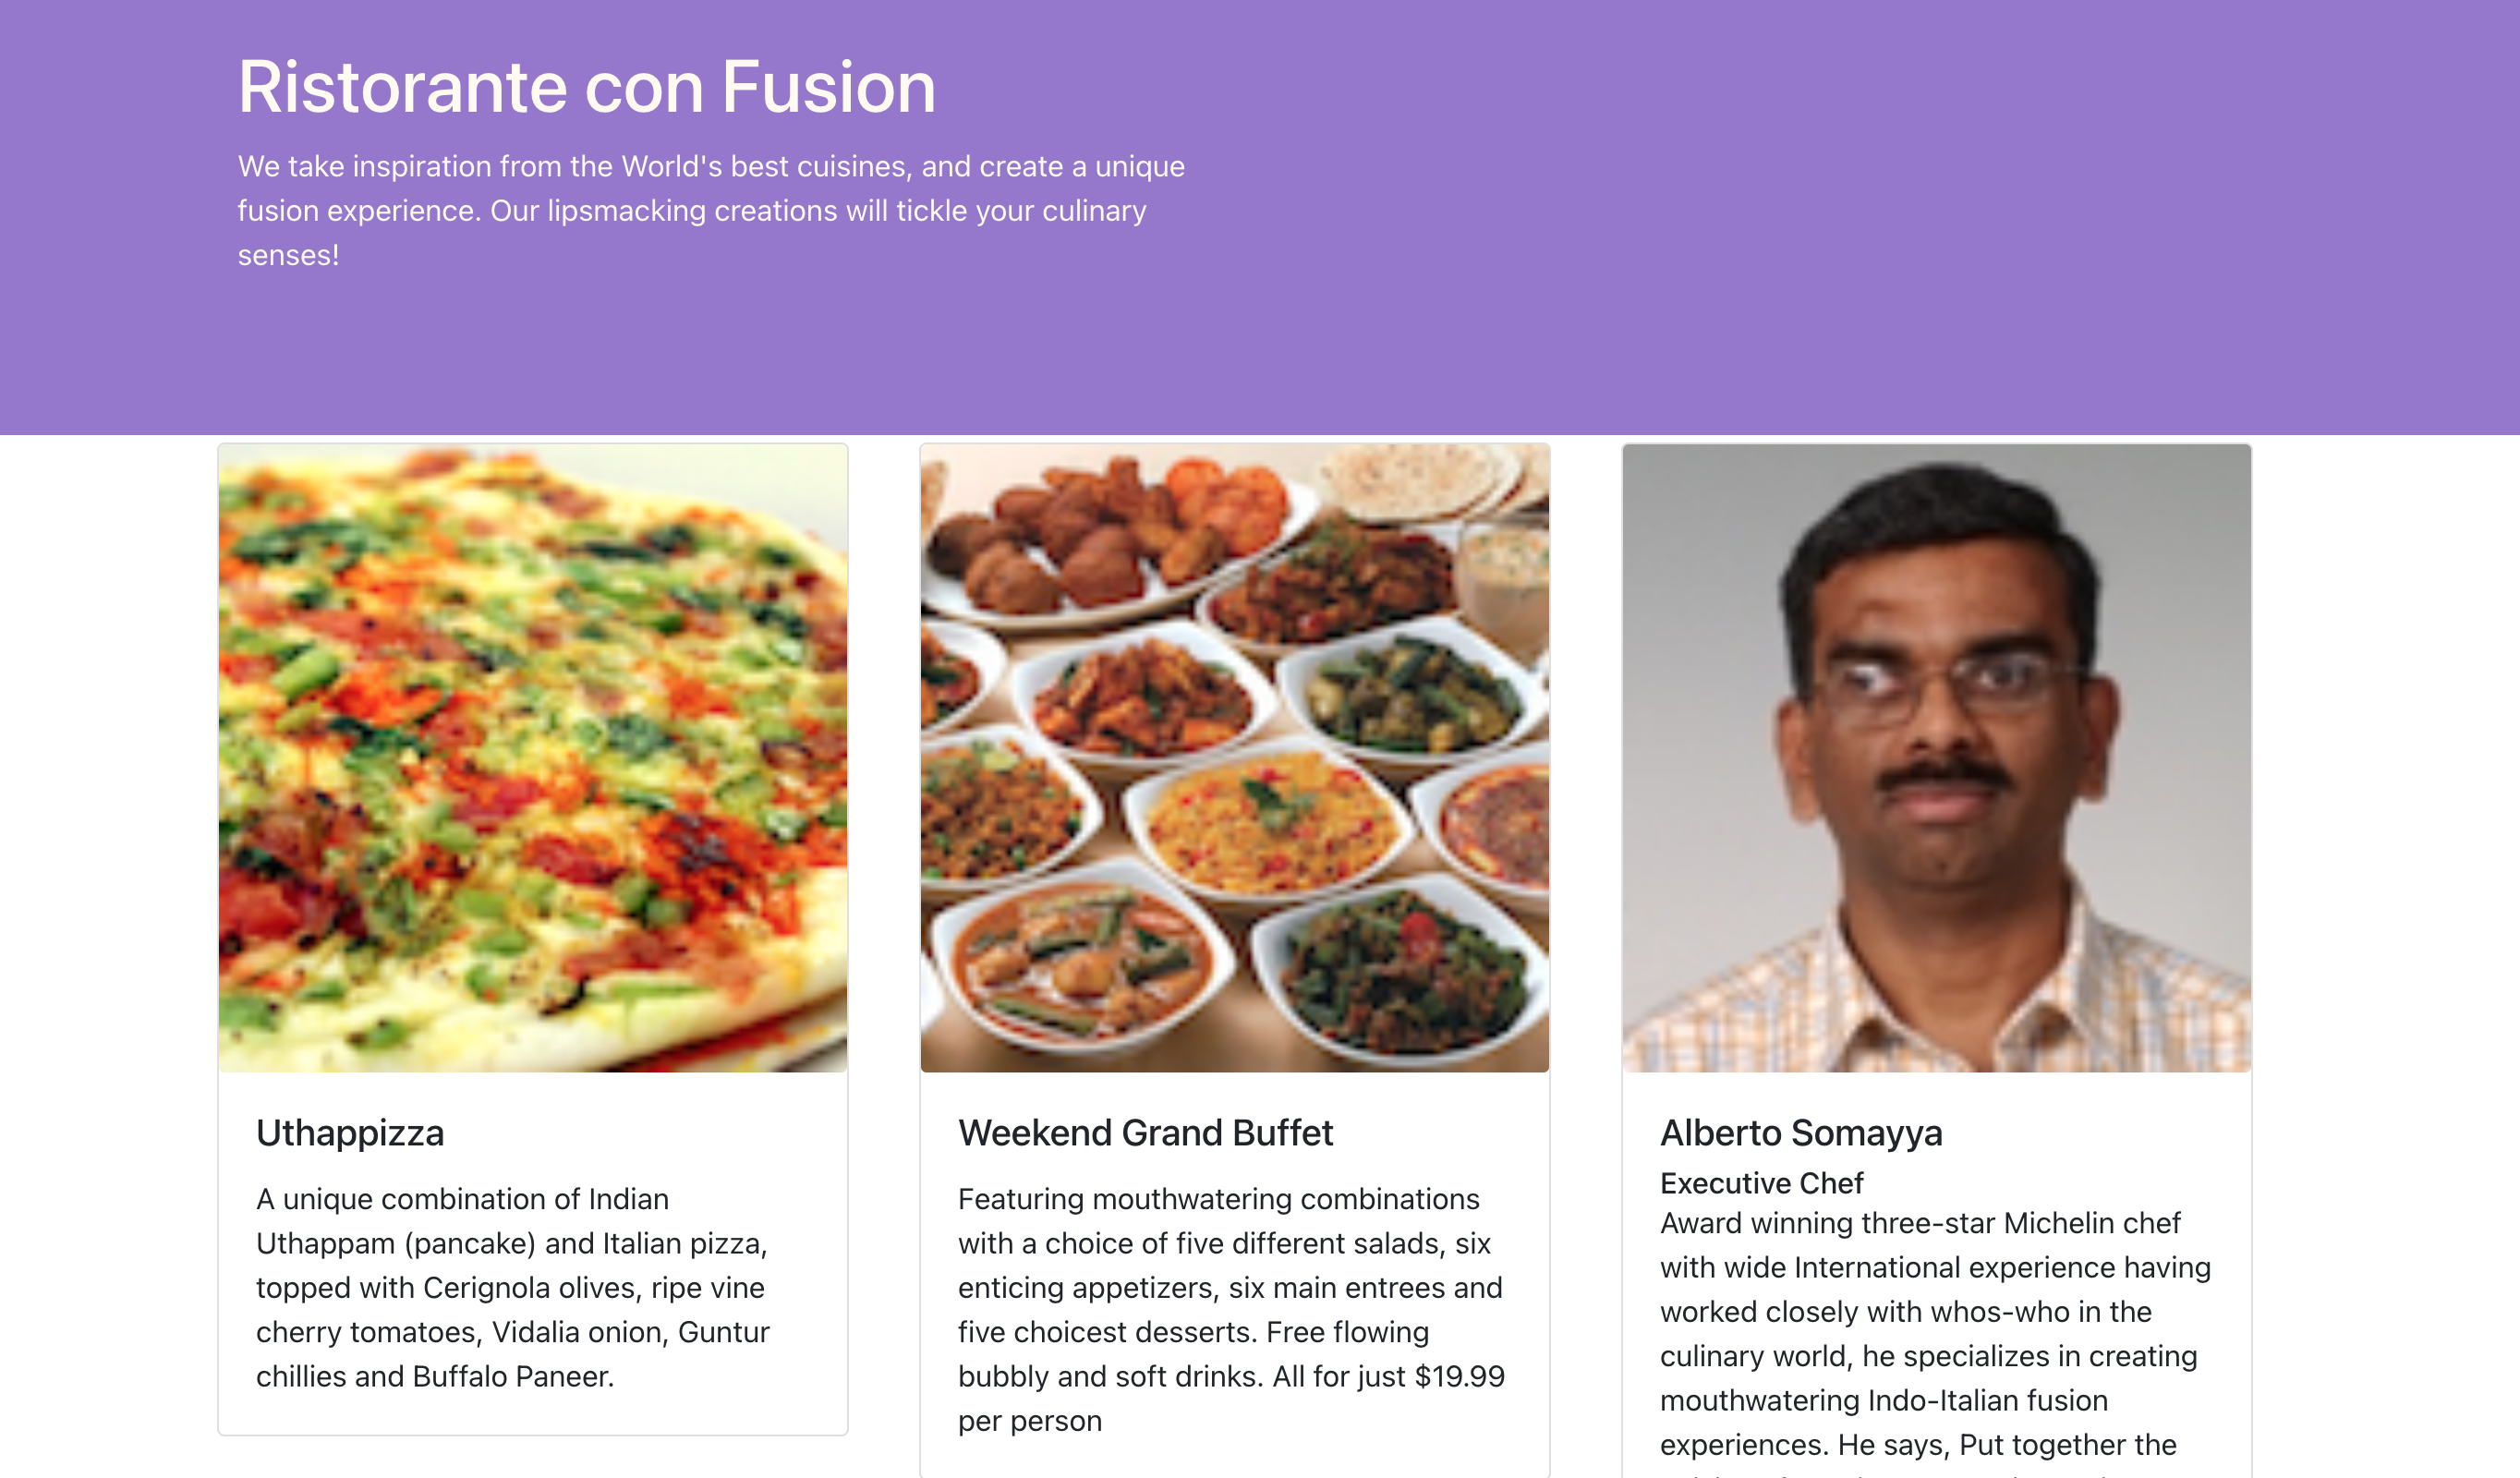 Ristorante con Fusion
We take inspiration from the World's best cuisines, and create a unique
fusion experience. Our lipsmacking creations will tickle your culinary
senses!
Uthappizza
A unique combination of Indian
Uthappam (pancake) and Italian pizza,
topped with Cerignola olives, ripe vine
cherry tomatoes, Vidalia onion, Guntur
chillies and Buffalo Paneer.
Weekend Grand Buffet
Featuring mouthwatering combinations
with a choice of five different salads, six
enticing appetizers, six main entrees and
five choicest desserts. Free flowing
bubbly and soft drinks. All for just $19.99
per person
Alberto Somayya
Executive Chef
Award winning three-star Michelin chef
with wide International experience having
worked closely with whos-who in the
culinary world, he specializes in creating
mouthwatering Indo-Italian fusion
experiences. He says, Put together the